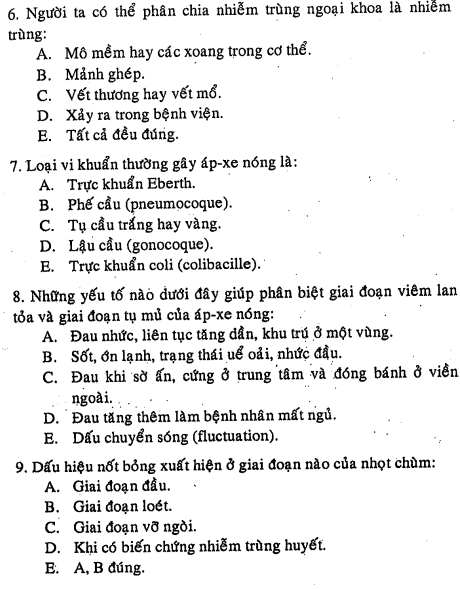 6. Người ta có thể phân chia nhiễm trùng ngoại khoa là nhiễm
trùng:
A. Mô mềm hay các xoang trong cơ thể.
B. Mảnh ghép.
C. Vết thương hay vết mổ.
D. Xảy ra trong bệnh viện.
E. Tất cả đều đúng.
7. Loại vi khuẩn thường gây áp-xe nóng là:
A. Trực khuẩn Eberth.
B. Phế cầu (pneumocoque).
C. Tụ cầu trắng hay vàng.
D. Lậu cầu (gonocoque).
E. Trực khuẩn coli (colibacille).
8. Những yếu tố nào dưới đây giúp phân biệt giai đoạn viêm lan
tỏa và giai đoạn tụ mủ của áp-xe nóng:
A. Đau nhức, liên tục tăng dần, khu trú ở một vùng.
B. Sốt, ớn lạnh, trạng thái uể oải, nhức đầu.
C. Đau khi sờ ấn, cứng ở trung tâm và đóng bánh ở viền
ngoài.
D. Đau tăng thêm làm bệnh nhân mất ngủ.
E. Dấu chuyển sóng (fluctuation).
9. Dấu hiệu nốt bỏng xuất hiện ở giai đoạn nào của nhọt chùm:
A. Giai đoạn đầu.
B. Giai đoạn loét.
C. Giai đoạn vỡ ngòi.
D. Khi có biến chứng nhiễm trùng huyết.
E. A, B đúng.